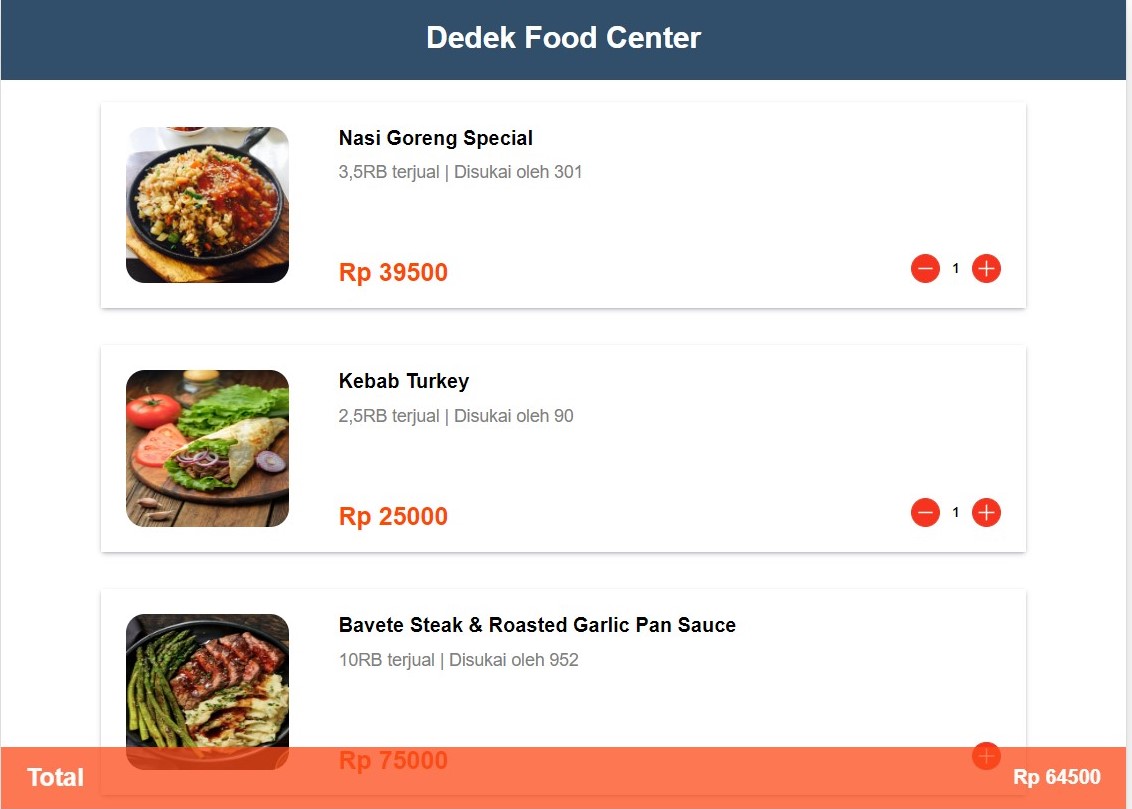 Dedek Food Center
Nasi Goreng Special
3,5RB terjual | Disukai oleh 301
Rp 39500
1
Kebab Turkey
2,5RB terjual | Disukai oleh 90
Rp 25000
1
Bavete Steak & Roasted Garlic Pan Sauce
10RB terjual | Disukai oleh 952
Rp 75000
Total
Rp 64500